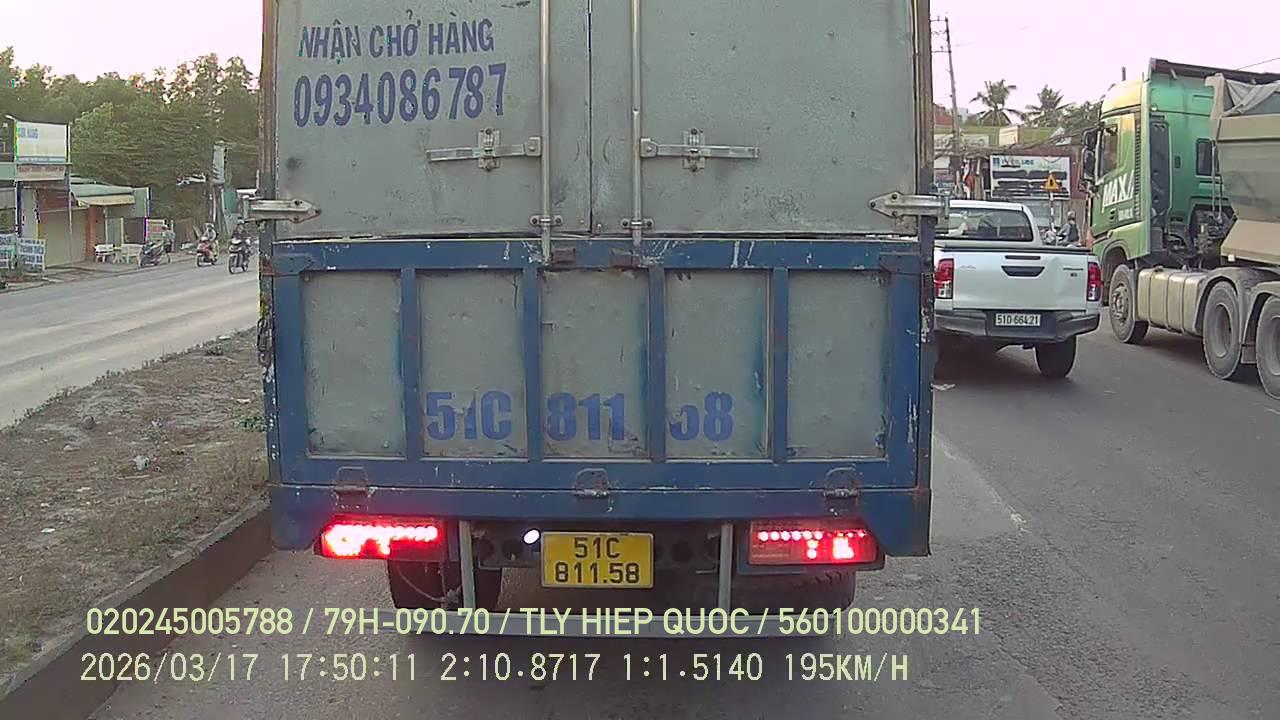 NHẬN CHỞ HÀNG
0934086787
MAX
51D-664.21
51C 811 58
51C
811.58
020245005788 / 79H-090.70 / TLY HIEP QUOC / 560100000341
2026/03/17 17:50:11 2:10.8717 1:1.5140 195KM/H